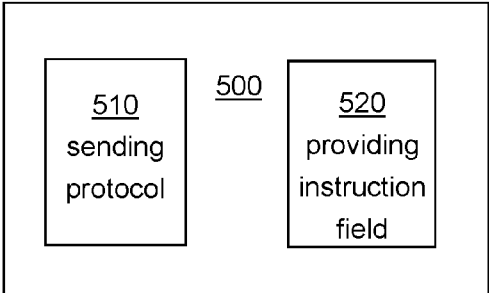 500
510
sending
protocol
520
providing
instruction
field